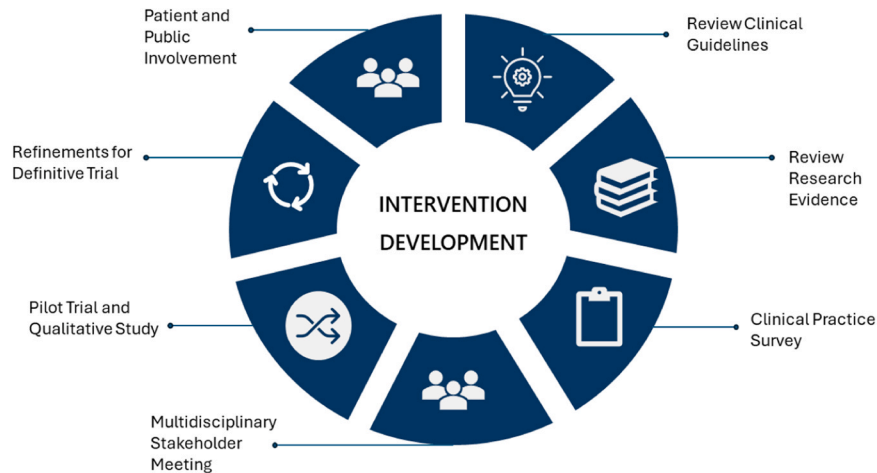 Patient and
Public
Involvement
Review Clinical
Guidelines
Refinements for
Definitive Trial
Review
Research
Evidence
INTERVENTION
DEVELOPMENT
Pilot Trial and
Qualitative Study
Clinical Practice
Survey
Multidisciplinary
Stakeholder
Meeting